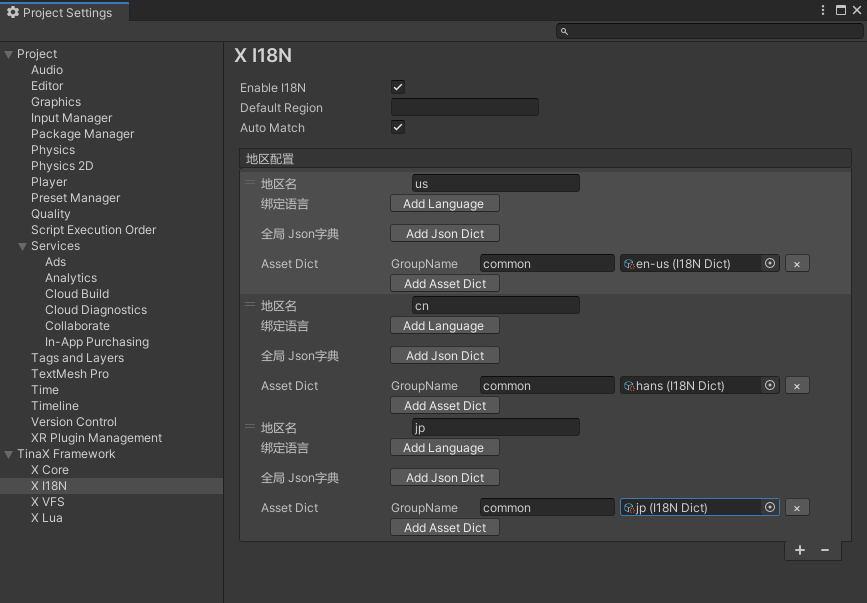 Project Settings
Project
Audio
Editor
Graphics
Input Manager
Package Manager
Physics
Physics 2D
Player
Preset Manager
Quality
Script Execution Order
Services
Ads
Analytics
Cloud Build
Cloud Diagnostics
Collaborate
In-App Purchasing
Tags and Layers
TextMesh Pro
Time
Timeline
Version Control
XR Plugin Management
TinaX Framework
X Core
X I18N
X VFS
X Lua
X I18N
Enable I18N
Default Region
Auto Match
地区配置
地区名 us
绑定语言 Add Language
全局 Json字典 Add Json Dict
Asset Dict GroupName common en-us (I18N Dict) ×
Add Asset Dict
地区名 cn
绑定语言 Add Language
全局 Json字典 Add Json Dict
Asset Dict GroupName common hans (I18N Dict) ×
Add Asset Dict
地区名 jp
绑定语言 Add Language
全局 Json字典 Add Json Dict
Asset Dict GroupName common jp (I18N Dict) ×
Add Asset Dict
+ −